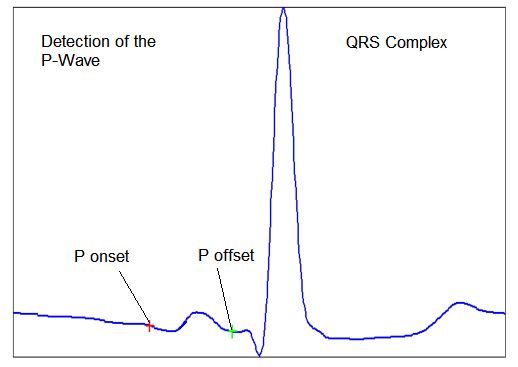 Detection of the
P-Wave
QRS Complex
P onset
P offset